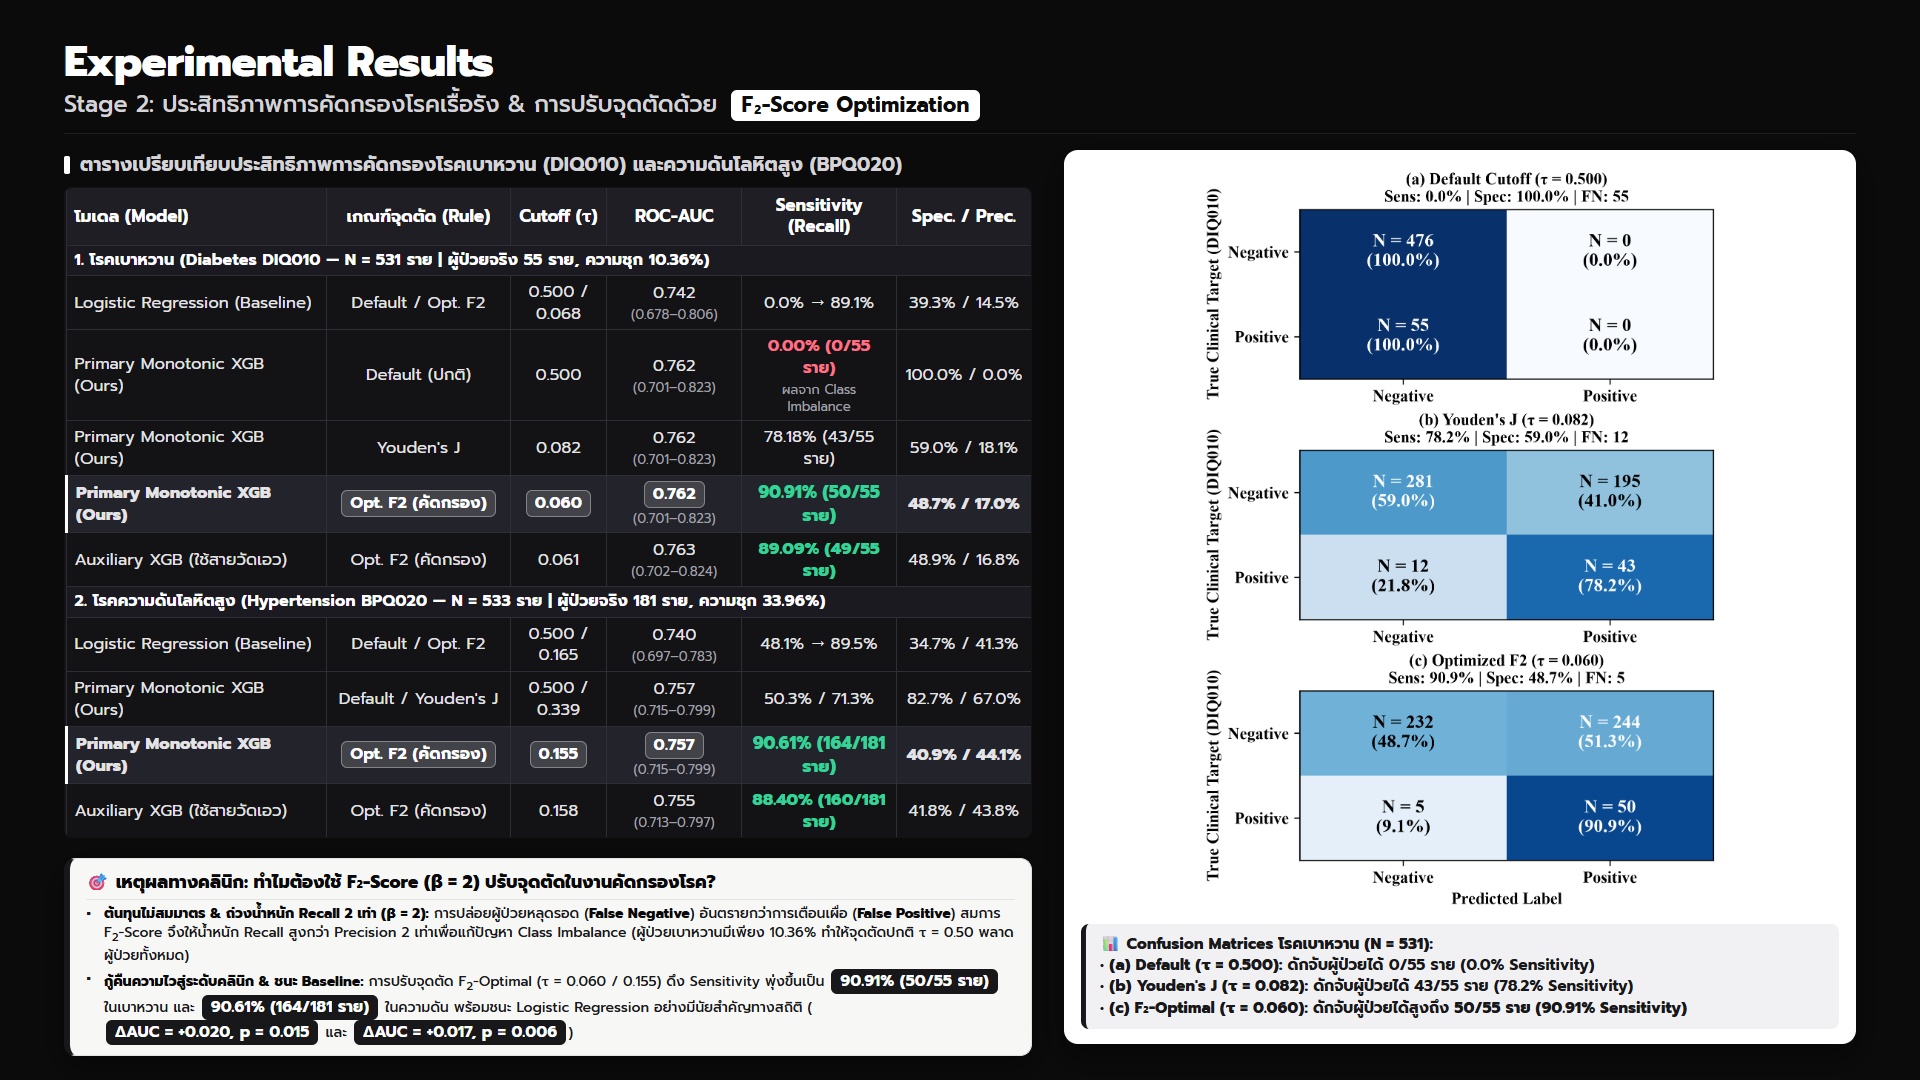 Experimental Results
Stage 2: ประสิทธิภาพการคัดกรองโรคเรื้อรัง & การปรับจุดตัดด้วย F₂-Score Optimization
ตารางเปรียบเทียบประสิทธิภาพการคัดกรองโรคเบาหวาน (DIQ010) และความดันโลหิตสูง (BPQ020)
โมเดล (Model) เกณฑ์จุดตัด (Rule) Cutoff (τ) ROC-AUC Sensitivity (Recall) Spec. / Prec.
1. โรคเบาหวาน (Diabetes DIQ010 — N = 531 ราย | ผู้ป่วยจริง 55 ราย, ความชุก 10.36%)
Logistic Regression (Baseline) Default / Opt. F2 0.500 / 0.068 0.742 (0.678–0.806) 0.0% → 89.1% 39.3% / 14.5%
Primary Monotonic XGB (Ours) Default (ปกติ) 0.500 0.762 (0.701–0.823) 0.00% (0/55 ราย) ผลจาก Class Imbalance 100.0% / 0.0%
Primary Monotonic XGB (Ours) Youden's J 0.082 0.762 (0.701–0.823) 78.18% (43/55 ราย) 59.0% / 18.1%
Primary Monotonic XGB (Ours) Opt. F2 (คัดกรอง) 0.060 0.762 (0.701–0.823) 90.91% (50/55 ราย) 48.7% / 17.0%
Auxiliary XGB (ใช้สายวัดเอว) Opt. F2 (คัดกรอง) 0.061 0.763 (0.702–0.824) 89.09% (49/55 ราย) 48.9% / 16.8%
2. โรคความดันโลหิตสูง (Hypertension BPQ020 — N = 533 ราย | ผู้ป่วยจริง 181 ราย, ความชุก 33.96%)
Logistic Regression (Baseline) Default / Opt. F2 0.500 / 0.165 0.740 (0.697–0.783) 48.1% → 89.5% 34.7% / 41.3%
Primary Monotonic XGB (Ours) Default / Youden's J 0.500 / 0.339 0.757 (0.715–0.799) 50.3% / 71.3% 82.7% / 67.0%
Primary Monotonic XGB (Ours) Opt. F2 (คัดกรอง) 0.155 0.757 (0.715–0.799) 90.61% (164/181 ราย) 40.9% / 44.1%
Auxiliary XGB (ใช้สายวัดเอว) Opt. F2 (คัดกรอง) 0.158 0.755 (0.713–0.797) 88.40% (160/181 ราย) 41.8% / 43.8%
🎯 เหตุผลทางคลินิก: ทำไมต้องใช้ F₂-Score (β = 2) ปรับจุดตัดในงานคัดกรองโรค?
• ต้นทุนไม่สมมาตร & ถ่วงน้ำหนัก Recall 2 เท่า (β = 2): การปล่อยผู้ป่วยหลุดรอด (False Negative) อันตรายกว่าการเตือนเผื่อ (False Positive) สมการ
F₂-Score จึงให้น้ำหนัก Recall สูงกว่า Precision 2 เท่าเพื่อแก้ปัญหา Class Imbalance (ผู้ป่วยเบาหวานมีเพียง 10.36% ทำให้จุดตัดปกติ τ = 0.50 พลาด
ผู้ป่วยทั้งหมด)
• กู้คืนความไวสู่ระดับคลินิก & ชนะ Baseline: การปรับจุดตัด F₂-Optimal (τ = 0.060 / 0.155) ดึง Sensitivity พุ่งขึ้นเป็น 90.91% (50/55 ราย)
ในเบาหวาน และ 90.61% (164/181 ราย) ในความดัน พร้อมชนะ Logistic Regression อย่างมีนัยสำคัญทางสถิติ (
ΔAUC = +0.020, p = 0.015 และ ΔAUC = +0.017, p = 0.006 )
(a) Default Cutoff (τ = 0.500)
Sens: 0.0% | Spec: 100.0% | FN: 55
True Clinical Target (DIQ010)
Negative N = 476 (100.0%) N = 0 (0.0%)
Positive N = 55 (100.0%) N = 0 (0.0%)
Negative Positive
(b) Youden's J (τ = 0.082)
Sens: 78.2% | Spec: 59.0% | FN: 12
True Clinical Target (DIQ010)
Negative N = 281 (59.0%) N = 195 (41.0%)
Positive N = 12 (21.8%) N = 43 (78.2%)
Negative Positive
(c) Optimized F2 (τ = 0.060)
Sens: 90.9% | Spec: 48.7% | FN: 5
True Clinical Target (DIQ010)
Negative N = 232 (48.7%) N = 244 (51.3%)
Positive N = 5 (9.1%) N = 50 (90.9%)
Negative Positive
Predicted Label
📊 Confusion Matrices โรคเบาหวาน (N = 531):
• (a) Default (τ = 0.500): ดักจับผู้ป่วยได้ 0/55 ราย (0.0% Sensitivity)
• (b) Youden's J (τ = 0.082): ดักจับผู้ป่วยได้ 43/55 ราย (78.2% Sensitivity)
• (c) F₂-Optimal (τ = 0.060): ดักจับผู้ป่วยได้สูงถึง 50/55 ราย (90.91% Sensitivity)